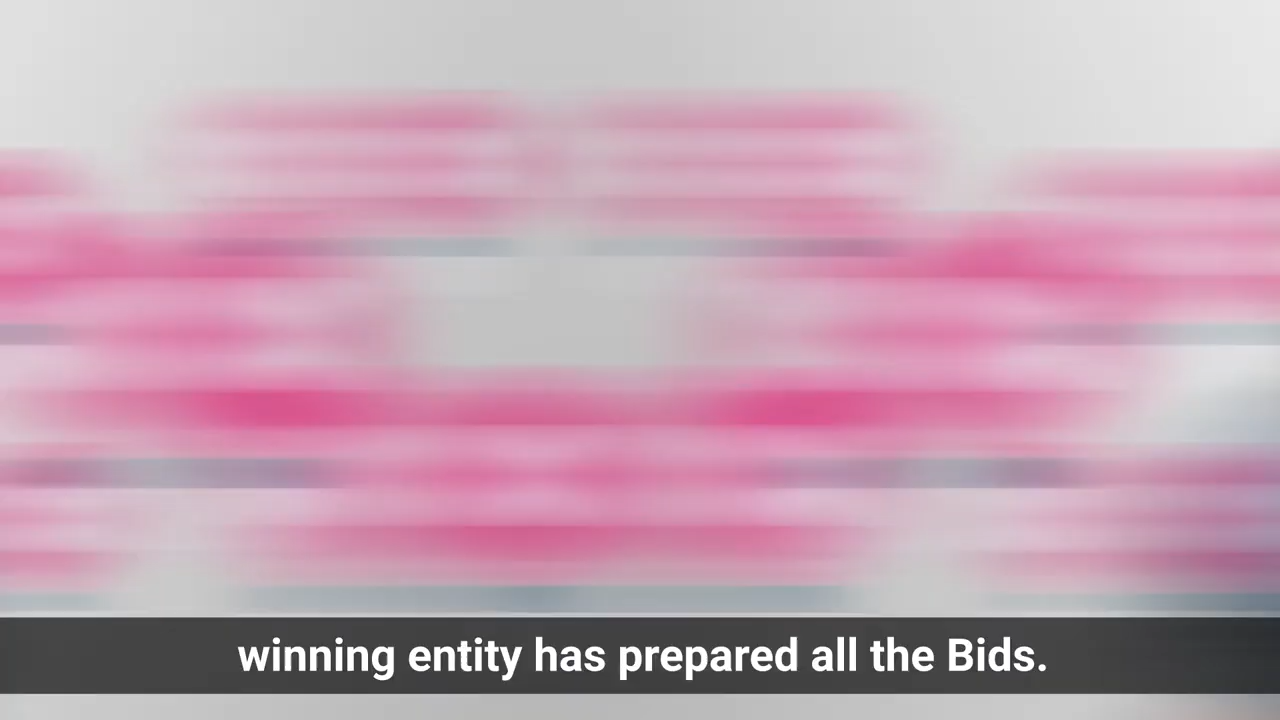 winning entity has prepared all the Bids.